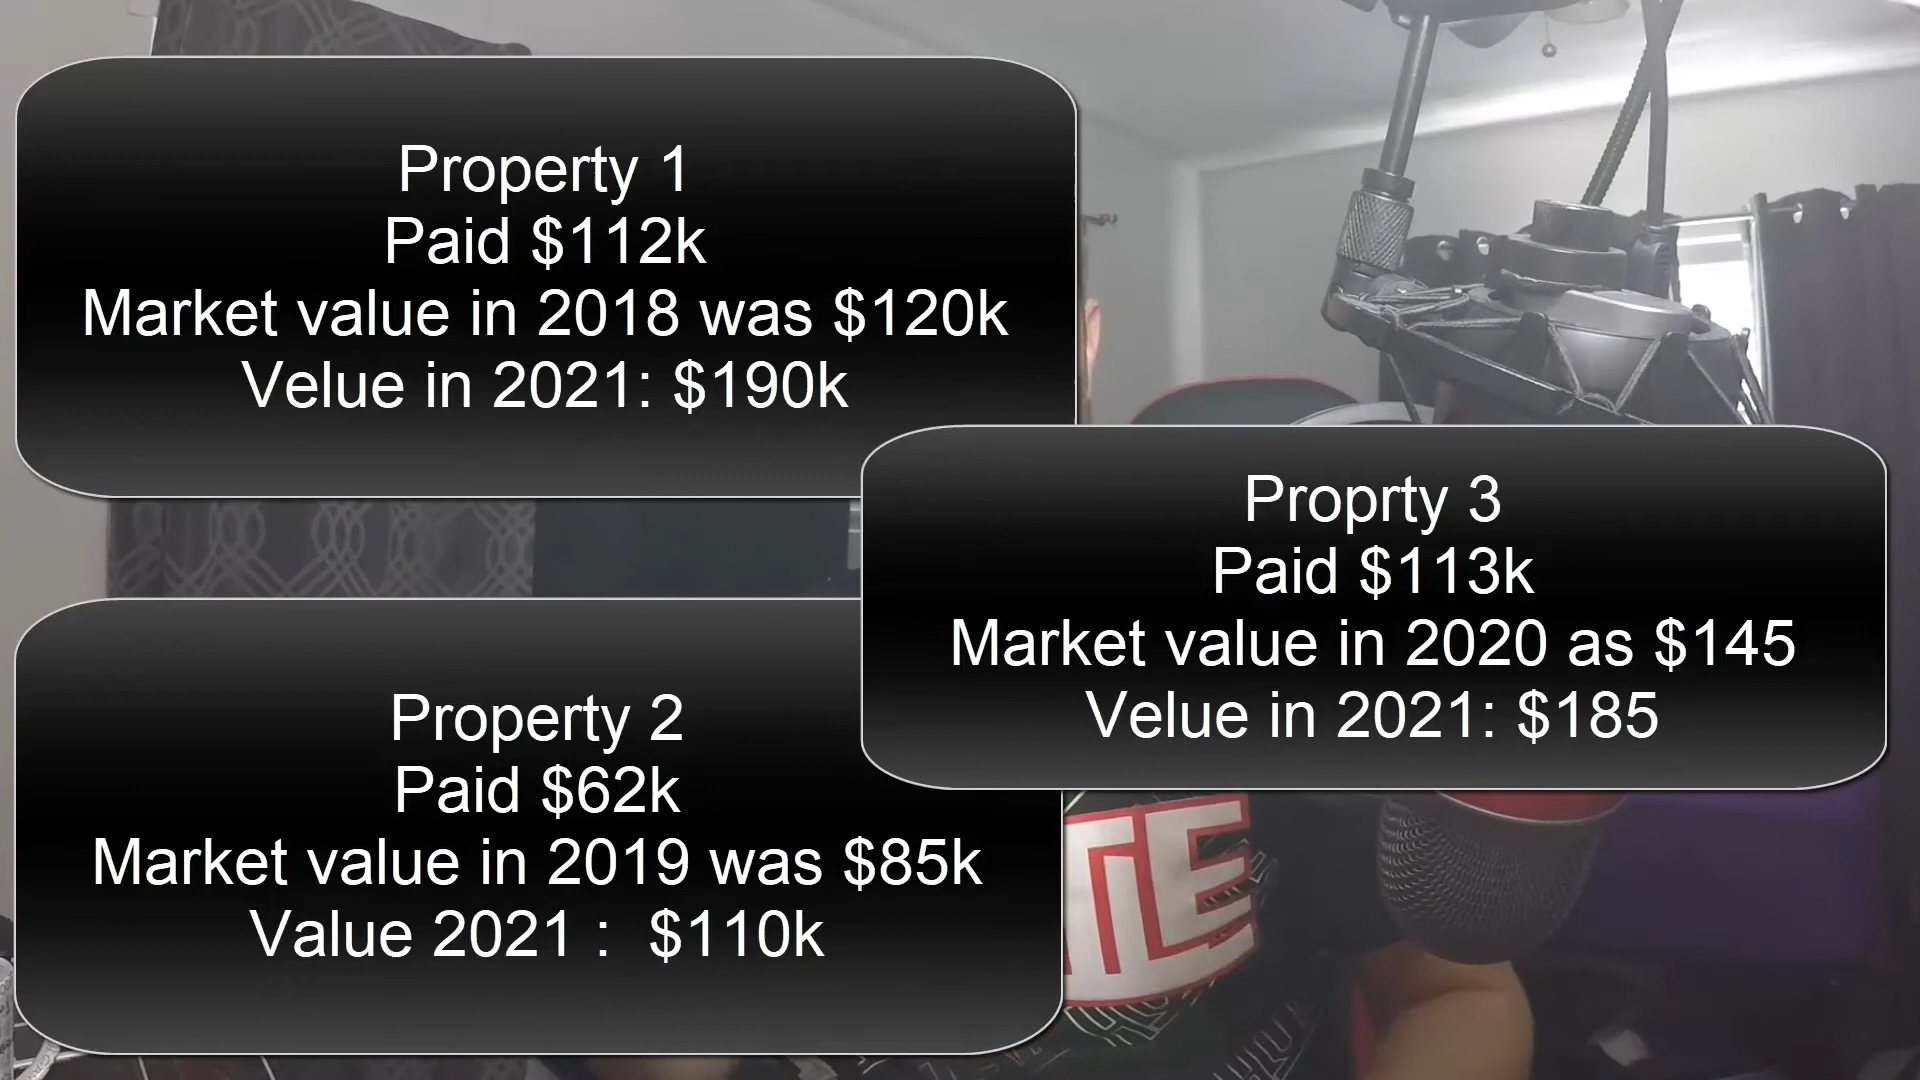 Property 1
Paid $112k
Market value in 2018 was $120k
Velue in 2021: $190k
Proprty 3
Paid $113k
Market value in 2020 as $145
Velue in 2021: $185
Property 2
Paid $62k
Market value in 2019 was $85k
Value 2021 :  $110k
TE